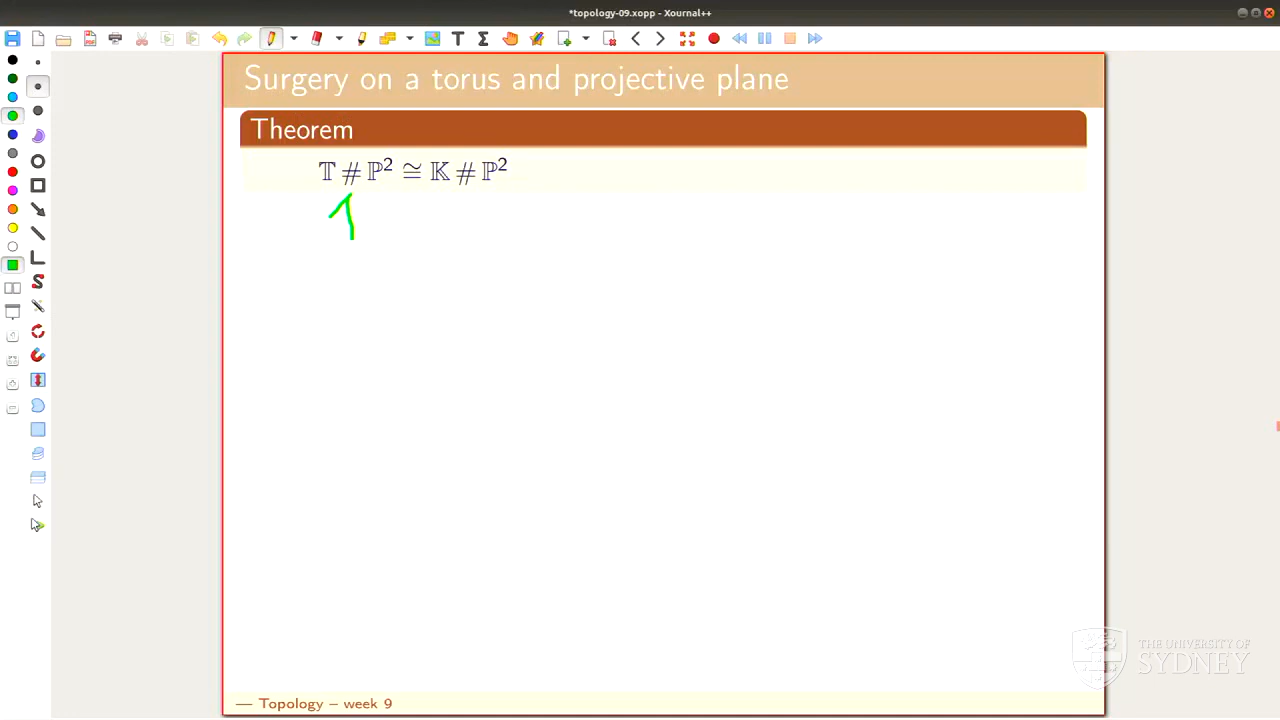 *topology-09.xopp - Xournal++
Surgery on a torus and projective plane
Theorem
𝕋 # ℙ² ≅ 𝕂 # ℙ²
— Topology – week 9
THE UNIVERSITY OF
SYDNEY